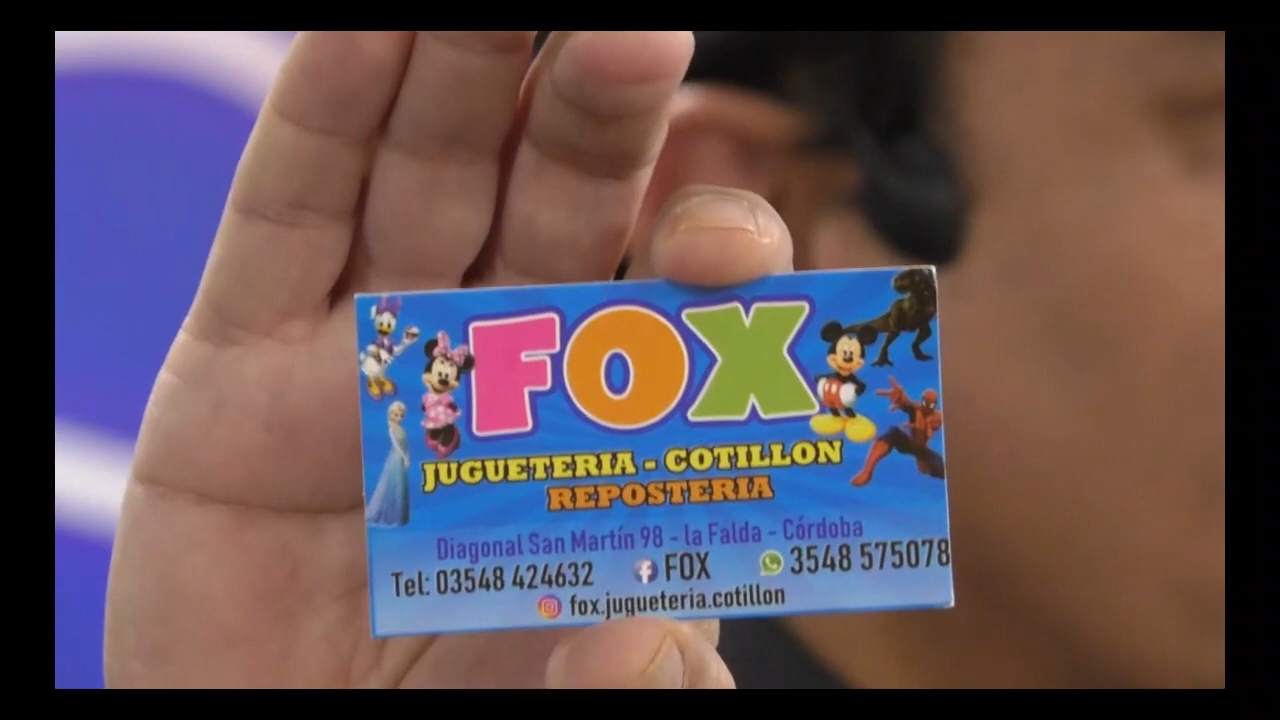 FOX
JUGUETERIA - COTILLON
REPOSTERIA
Diagonal San Martín 98 - la Falda - Córdoba
Tel: 03548 424632 FOX 3548 575078
fox.jugueteria.cotillon